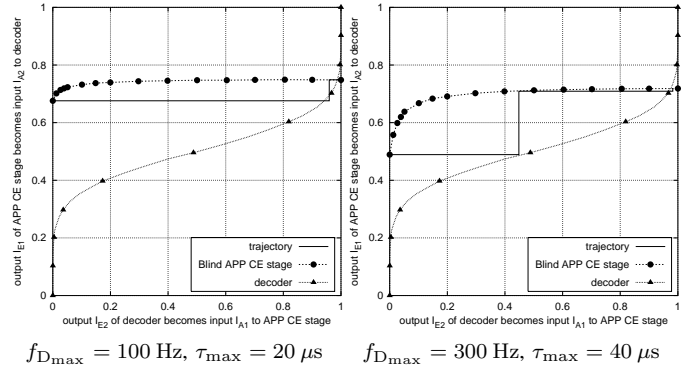 output I_E1 of APP CE stage becomes input I_A2 to decoder
1
0.8
0.6
0.4
0.2
0
trajectory
Blind APP CE stage
decoder
0 0.2 0.4 0.6 0.8 1
output I_E2 of decoder becomes input I_A1 to APP CE stage
f_Dmax = 100 Hz, τ_max = 20 μs
output I_E1 of APP CE stage becomes input I_A2 to decoder
1
0.8
0.6
0.4
0.2
0
trajectory
Blind APP CE stage
decoder
0 0.2 0.4 0.6 0.8 1
output I_E2 of decoder becomes input I_A1 to APP CE stage
f_Dmax = 300 Hz, τ_max = 40 μs